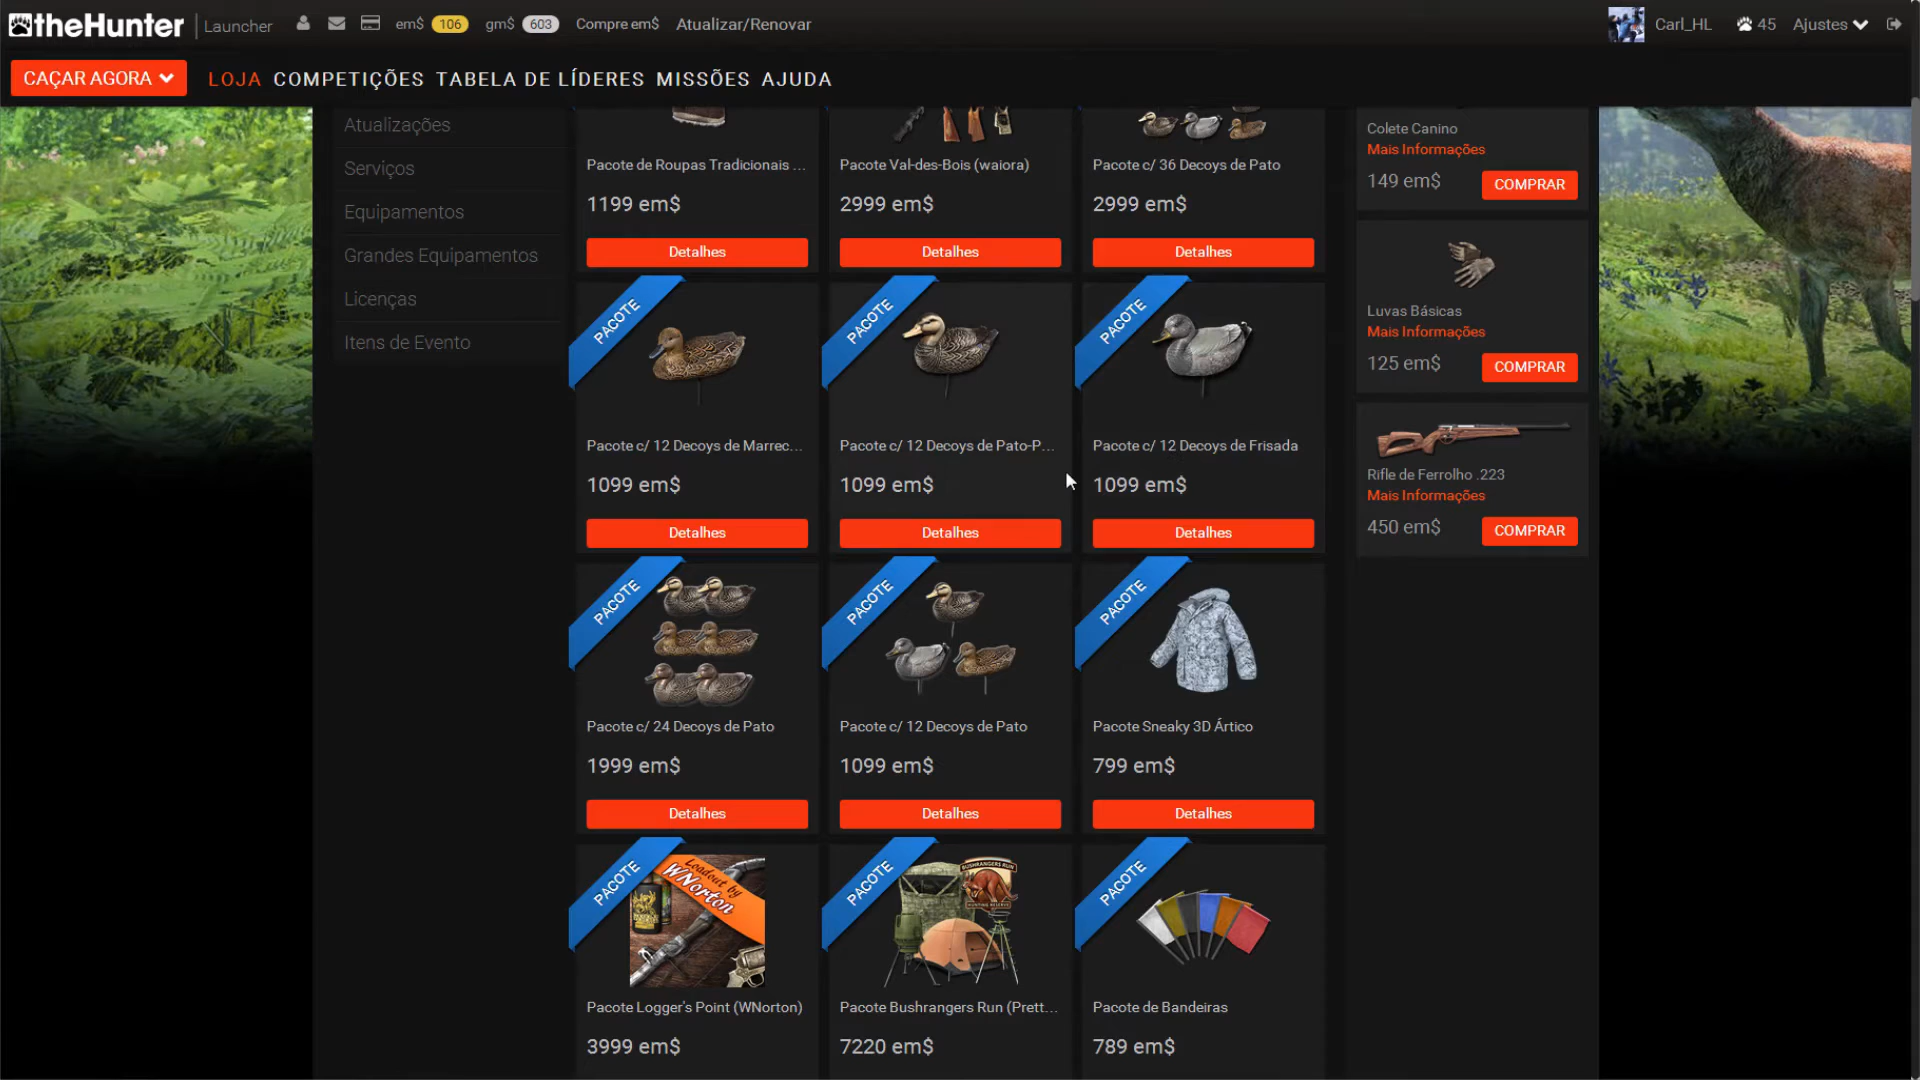 theHunter | Launcher em$ 106 gm$ 603 Compre em$ Atualizar/Renovar Carl_HL 45 Ajustes
CAÇAR AGORA LOJA COMPETIÇÕES TABELA DE LÍDERES MISSÕES AJUDA
Atualizações
Serviços
Equipamentos
Grandes Equipamentos
Licenças
Itens de Evento
Pacote de Roupas Tradicionais ...
1199 em$
Detalhes
Pacote Val-des-Bois (waiora)
2999 em$
Detalhes
Pacote c/ 36 Decoys de Pato
2999 em$
Detalhes
PACOTE
Pacote c/ 12 Decoys de Marrec...
1099 em$
Detalhes
PACOTE
Pacote c/ 12 Decoys de Pato-P...
1099 em$
Detalhes
PACOTE
Pacote c/ 12 Decoys de Frisada
1099 em$
Detalhes
PACOTE
Pacote c/ 24 Decoys de Pato
1999 em$
Detalhes
PACOTE
Pacote c/ 12 Decoys de Pato
1099 em$
Detalhes
PACOTE
Pacote Sneaky 3D Ártico
799 em$
Detalhes
PACOTE
Loadout by
WNorton
Pacote Logger's Point (WNorton)
3999 em$
PACOTE
BUSHRANGERS RUN
Pacote Bushrangers Run (Prett...
7220 em$
PACOTE
Pacote de Bandeiras
789 em$
Colete Canino
Mais Informações
149 em$ COMPRAR
Luvas Básicas
Mais Informações
125 em$ COMPRAR
Rifle de Ferrolho .223
Mais Informações
450 em$ COMPRAR